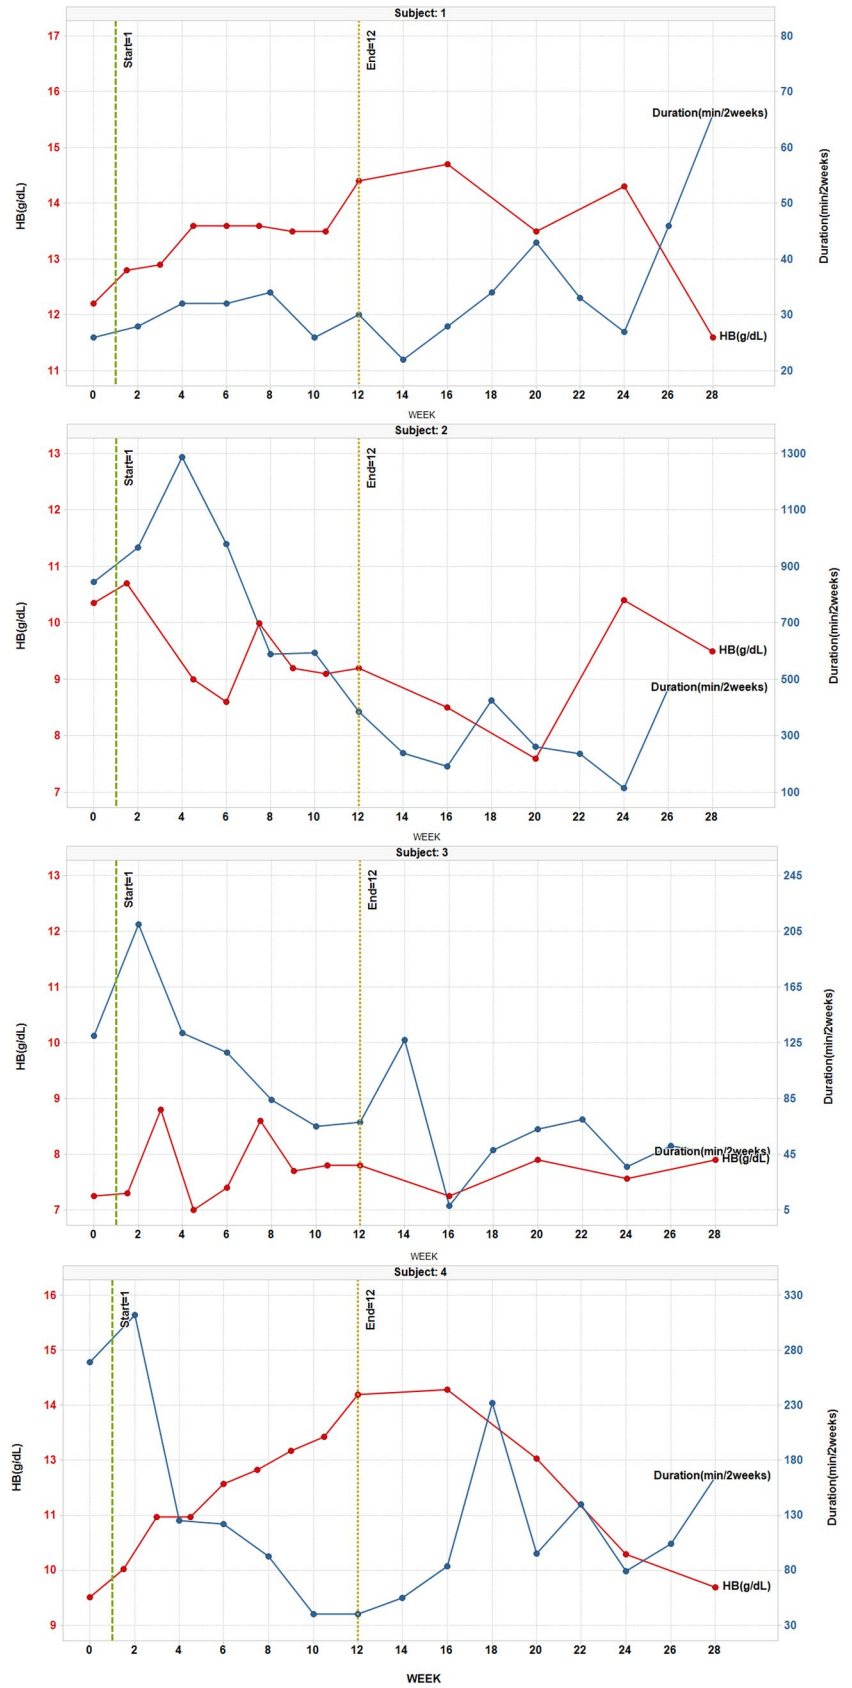 Subject: 1
17
16
15
14
13
12
11
HB(g/dL)
Start=1
End=12
Duration(min/2weeks)
HB(g/dL)
80
70
60
50
40
30
20
Duration(min/2weeks)
0 2 4 6 8 10 12 14 16 18 20 22 24 26 28
WEEK
Subject: 2
13
12
11
10
9
8
7
HB(g/dL)
Start=1
End=12
HB(g/dL)
Duration(min/2weeks)
1300
1100
900
700
500
300
100
Duration(min/2weeks)
0 2 4 6 8 10 12 14 16 18 20 22 24 26 28
WEEK
Subject: 3
13
12
11
10
9
8
7
HB(g/dL)
Start=1
End=12
Duration(min/2weeks)
HB(g/dL)
245
205
165
125
85
45
5
Duration(min/2weeks)
0 2 4 6 8 10 12 14 16 18 20 22 24 26 28
WEEK
Subject: 4
16
15
14
13
11
10
9
HB(g/dL)
Start=1
End=12
Duration(min/2weeks)
HB(g/dL)
330
280
230
180
130
80
30
Duration(min/2weeks)
0 2 4 6 8 10 12 14 16 18 20 22 24 26 28
WEEK